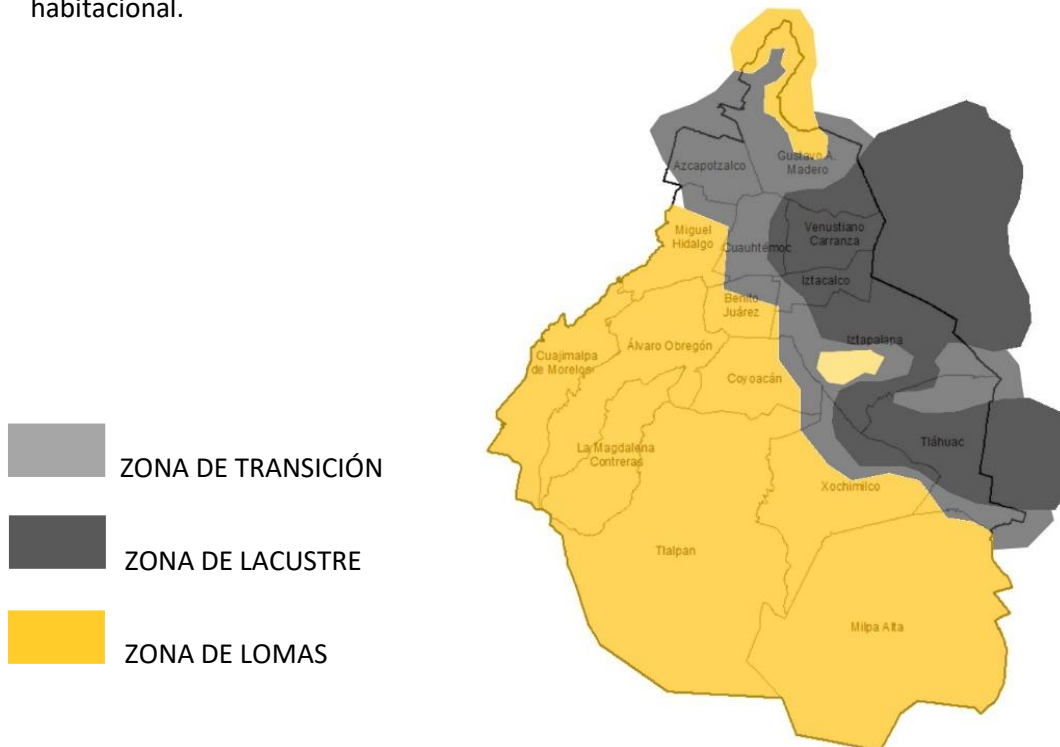 habitacional.
Azcapotzalco
Gustavo A.
Madero
Miguel
Hidalgo
Cuauhtémoc
Venustiano
Carranza
Iztacalco
Benito
Juárez
Iztapalapa
Cuajimalpa
de Morelos
Álvaro Obregón
Coyoacán
La Magdalena
Contreras
Tláhuac
Xochimilco
Tlalpan
Milpa Alta
ZONA DE TRANSICIÓN
ZONA DE LACUSTRE
ZONA DE LOMAS